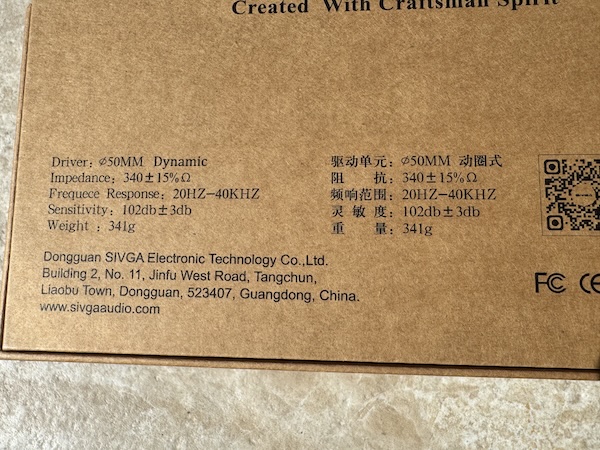 Created With Craftsman Spirit
Driver: Ø50MM Dynamic
Impedance: 340±15%Ω
Frequece Response: 20HZ-40KHZ
Sensitivity: 102db±3db
Weight : 341g
驱动单元: Ø50MM 动圈式
阻 抗: 340±15%Ω
频响范围: 20HZ-40KHZ
灵 敏 度: 102db±3db
重 量: 341g
Dongguan SIVGA Electronic Technology Co.,Ltd.
Building 2, No. 11, Jinfu West Road, Tangchun,
Liaobu Town, Dongguan, 523407, Guangdong, China.
www.sivgaaudio.com
FC CE